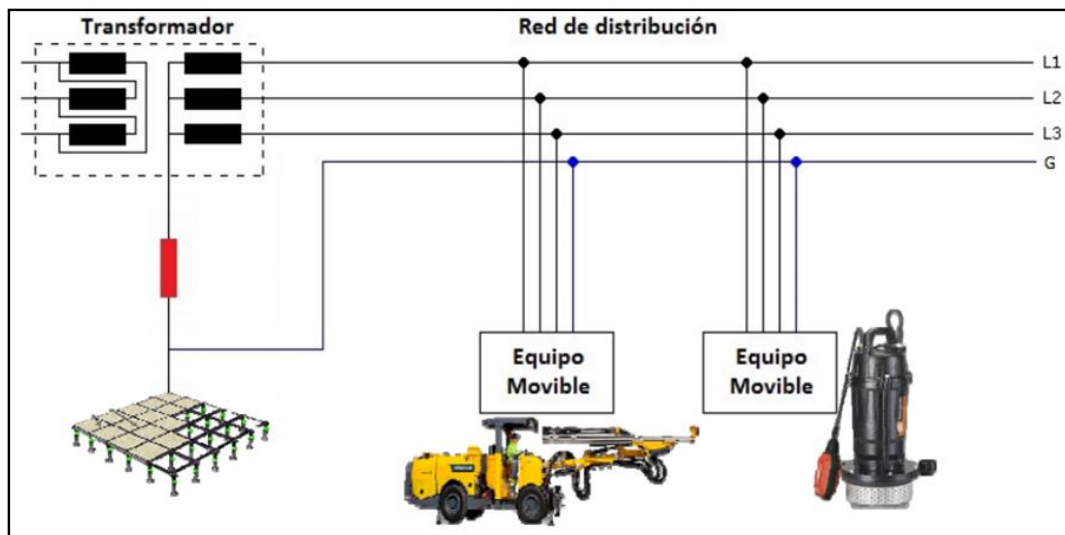 Transformador
Red de distribución
L1
L2
L3
G
Equipo
Movible
Equipo
Movible